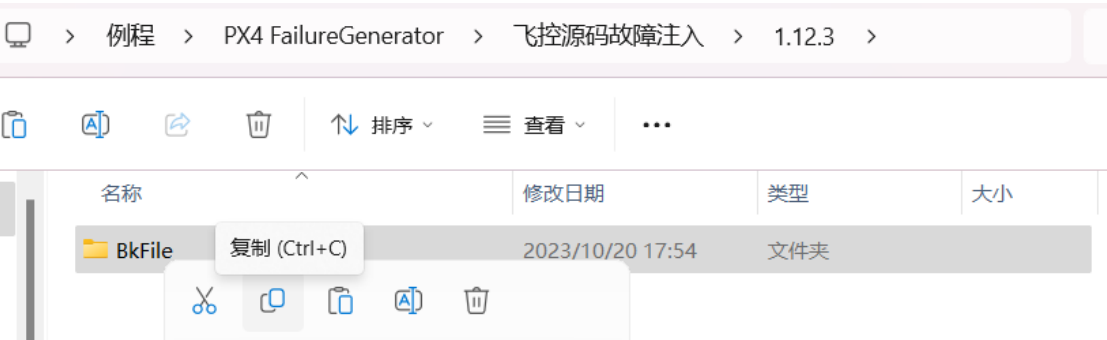 例程 > PX4 FailureGenerator > 飞控源码故障注入 > 1.12.3 >
排序 查看
名称 修改日期 类型 大小
BkFile 复制 (Ctrl+C) 2023/10/20 17:54 文件夹